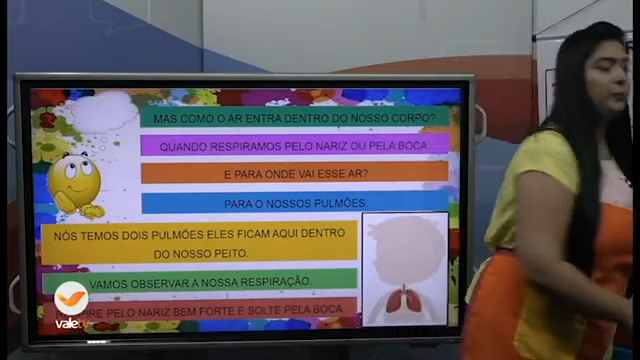 MAS COMO O AR ENTRA DENTRO DO NOSSO CORPO?
QUANDO RESPIRAMOS PELO NARIZ OU PELA BOCA.
E PARA ONDE VAI ESSE AR?
PARA O NOSSOS PULMÕES.
NÓS TEMOS DOIS PULMÕES ELES FICAM AQUI DENTRO
DO NOSSO PEITO.
VAMOS OBSERVAR A NOSSA RESPIRAÇÃO.
PELO NARIZ BEM FORTE E SOLTE PELA BOCA
valetv